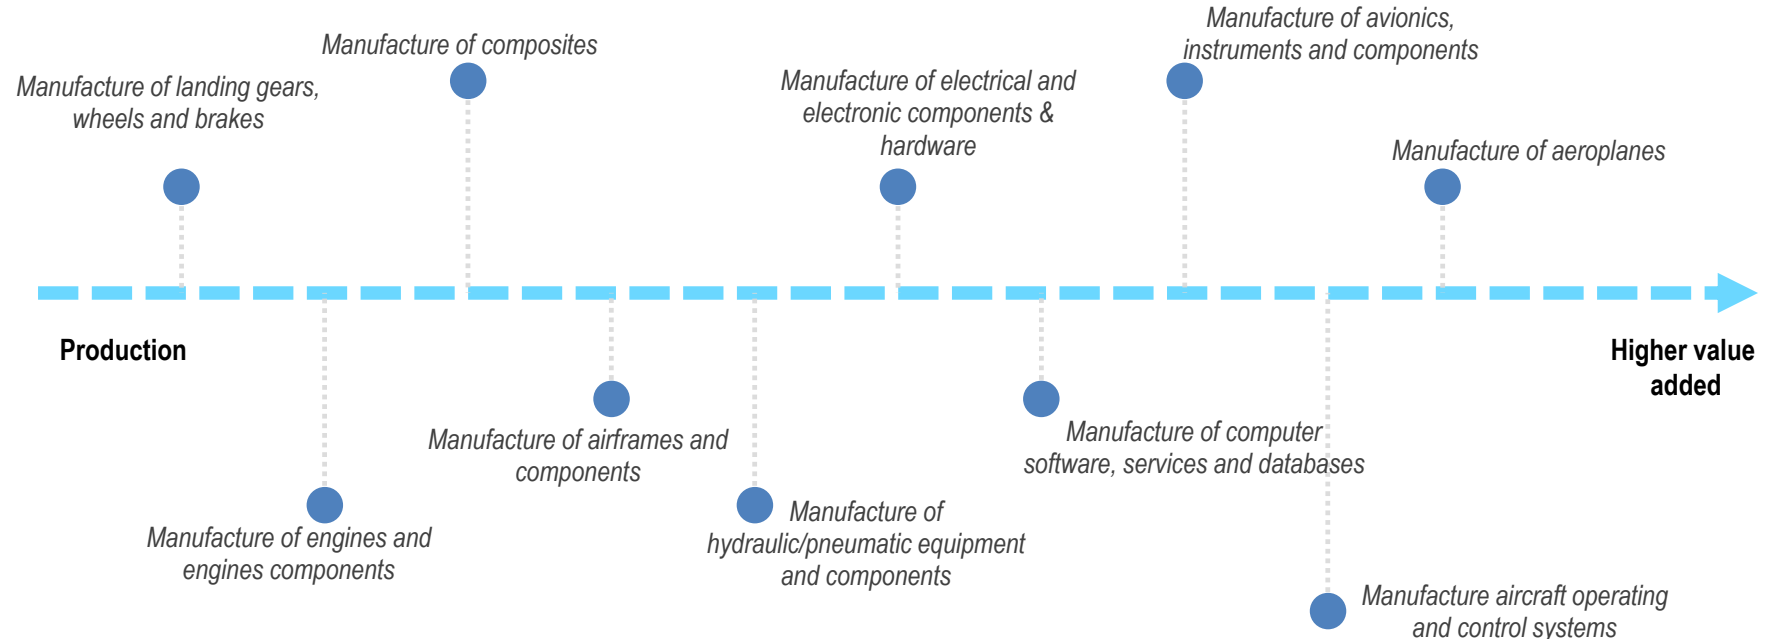 Manufacture of avionics,
instruments and components
Manufacture of composites
Manufacture of landing gears,
wheels and brakes
Manufacture of electrical and
electronic components &
hardware
Manufacture of aeroplanes
Production
Higher value
added
Manufacture of airframes and
components
Manufacture of computer
software, services and databases
Manufacture of engines and
engines components
Manufacture of
hydraulic/pneumatic equipment
and components
Manufacture aircraft operating
and control systems